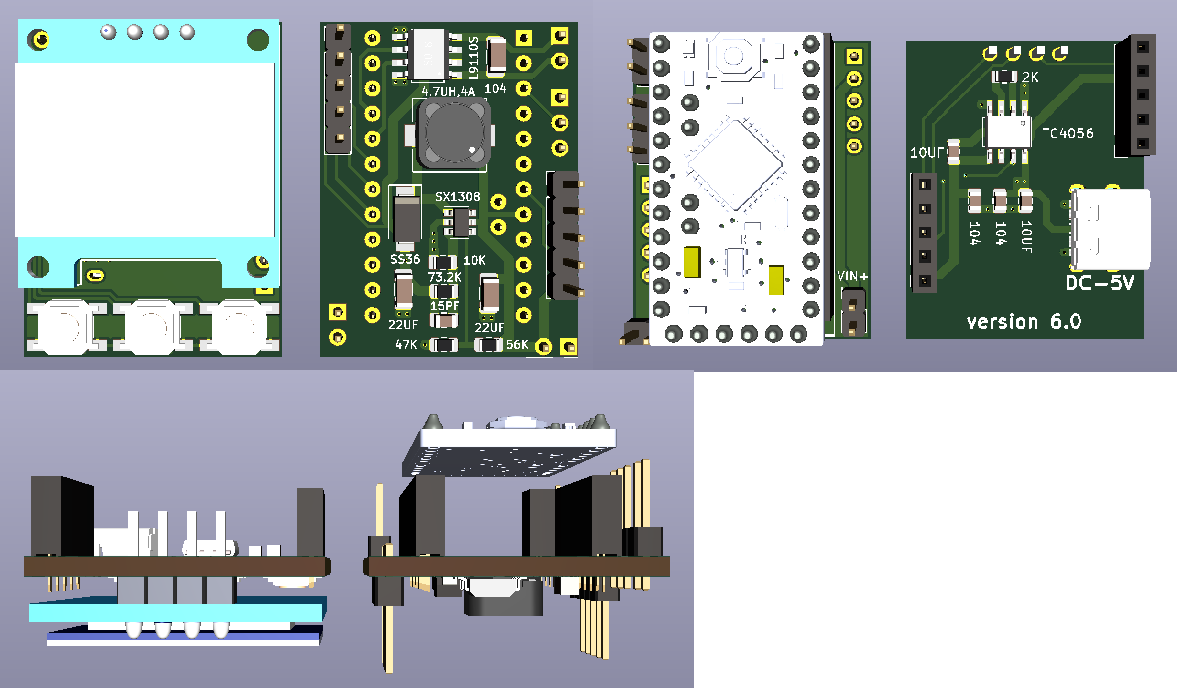 L9110S
104
4.7UH,4A
SX1308
SS36
10K
73.2K
15PF
22UF
22UF
47K
56K
VIN+
2K
TC4056
10UF
104
104
10UF
DC-5V
version 6.0